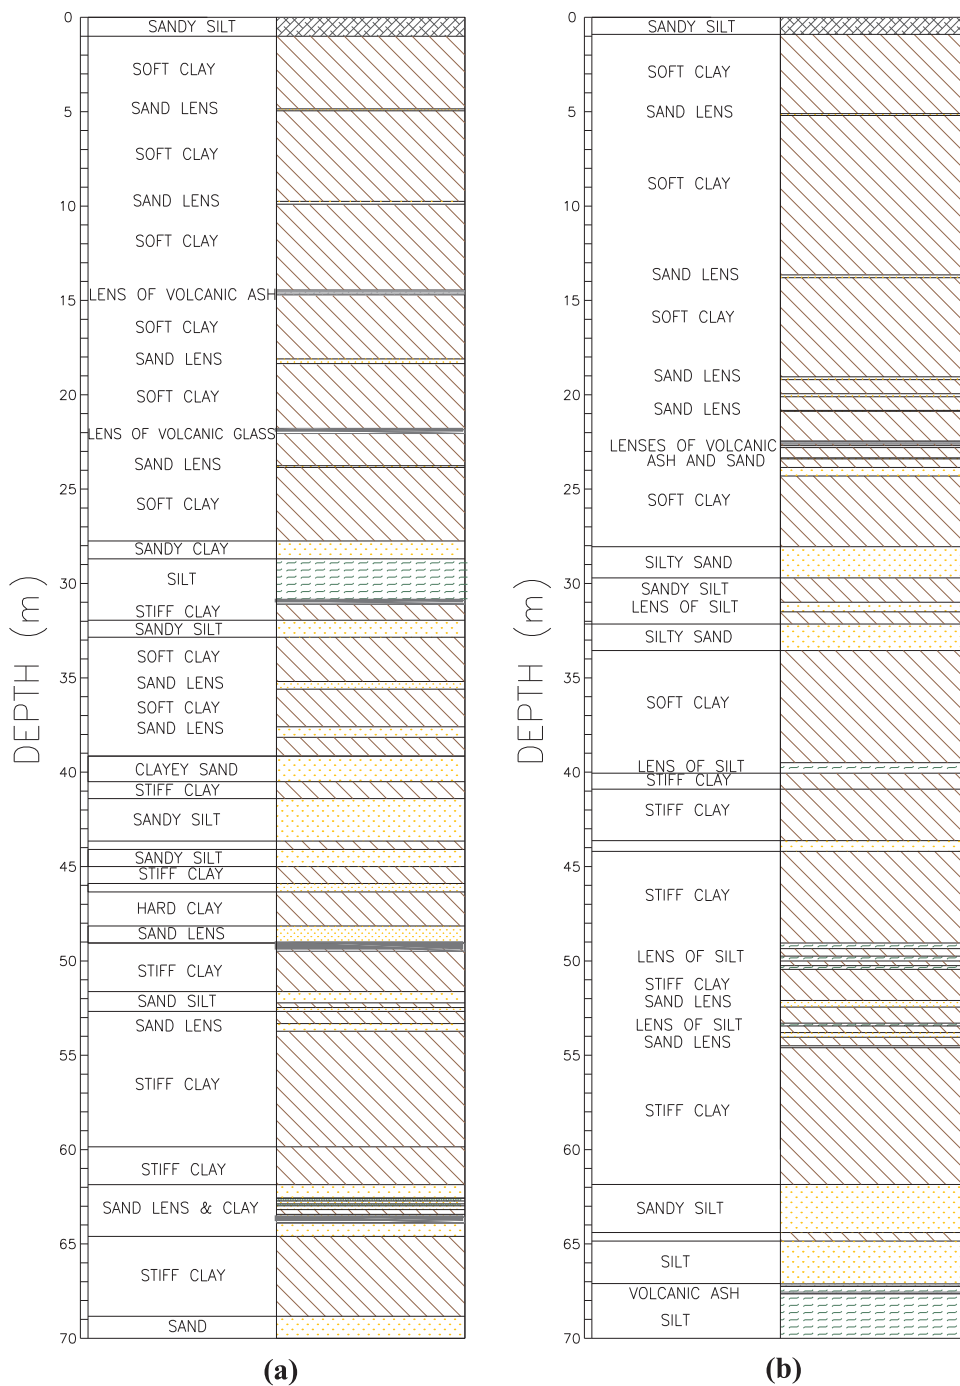 0
SANDY SILT
SOFT CLAY
5
SAND LENS
SOFT CLAY
SAND LENS
10
SOFT CLAY
LENS OF VOLCANIC ASH
15
SOFT CLAY
SAND LENS
20
SOFT CLAY
LENS OF VOLCANIC GLASS
SAND LENS
25
SOFT CLAY
SANDY CLAY
SILT
30
STIFF CLAY
SANDY SILT
SOFT CLAY
SAND LENS
35
SOFT CLAY
SAND LENS
CLAYEY SAND
40
STIFF CLAY
SANDY SILT
SANDY SILT
45
STIFF CLAY
HARD CLAY
SAND LENS
50
STIFF CLAY
SAND SILT
SAND LENS
55
STIFF CLAY
60
STIFF CLAY
SAND LENS & CLAY
65
STIFF CLAY
SAND
70
DEPTH (m)
(a)
0
SANDY SILT
SOFT CLAY
SAND LENS
5
SOFT CLAY
10
SAND LENS
15
SOFT CLAY
SAND LENS
20
SAND LENS
LENSES OF VOLCANIC
ASH AND SAND
25
SOFT CLAY
SILTY SAND
30
SANDY SILT
LENS OF SILT
SILTY SAND
35
SOFT CLAY
LENS OF SILT
40
STIFF CLAY
STIFF CLAY
45
STIFF CLAY
LENS OF SILT
50
STIFF CLAY
SAND LENS
LENS OF SILT
SAND LENS
55
STIFF CLAY
60
SANDY SILT
65
SILT
VOLCANIC ASH
SILT
70
DEPTH (m)
(b)